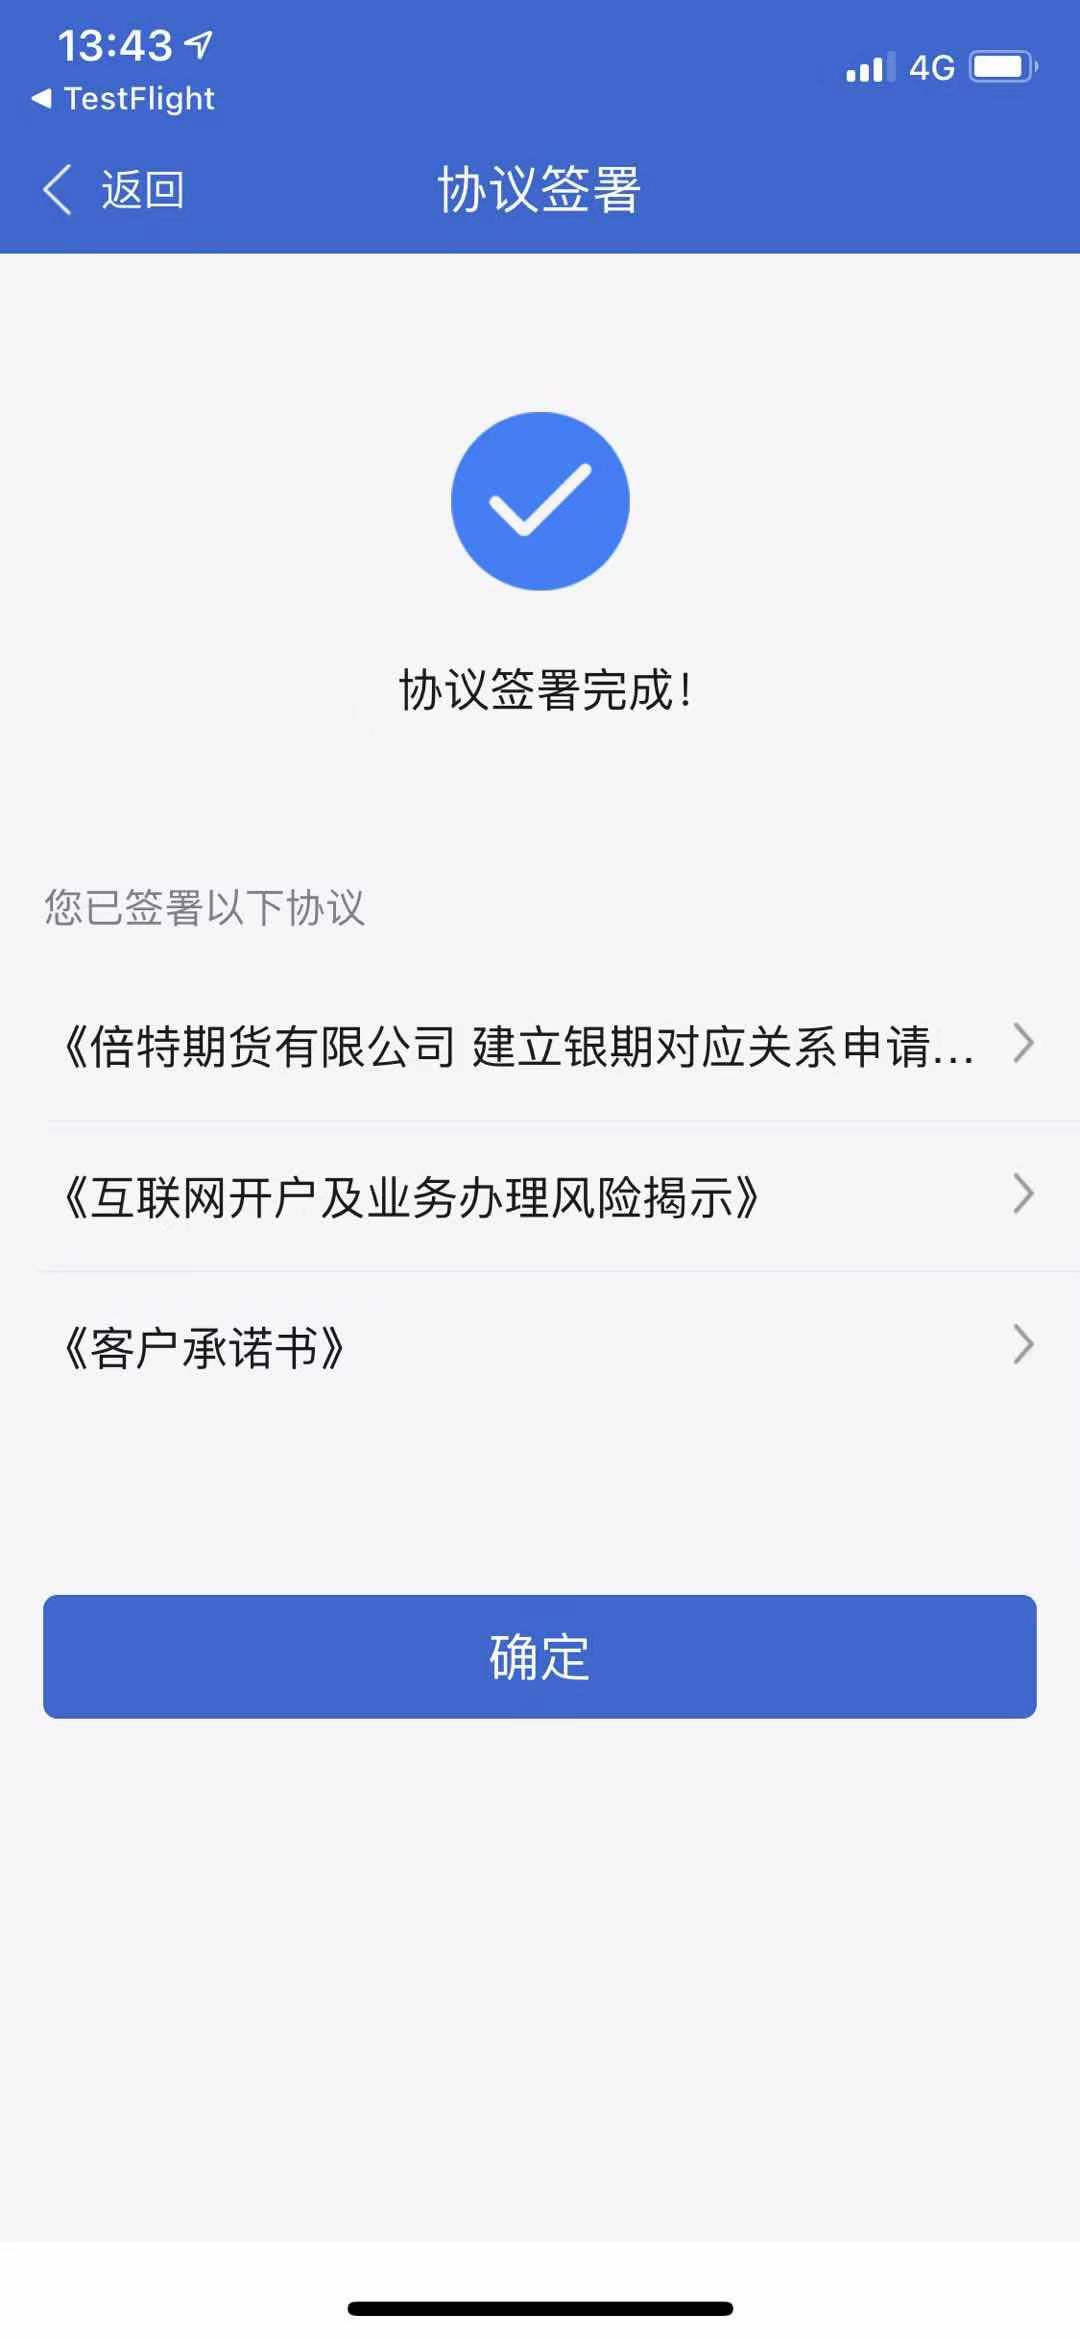 13:43
4G
TestFlight
返回
协议签署
协议签署完成!
您已签署以下协议
《倍特期货有限公司 建立银期对应关系申请...
《互联网开户及业务办理风险揭示》
《客户承诺书》
确定